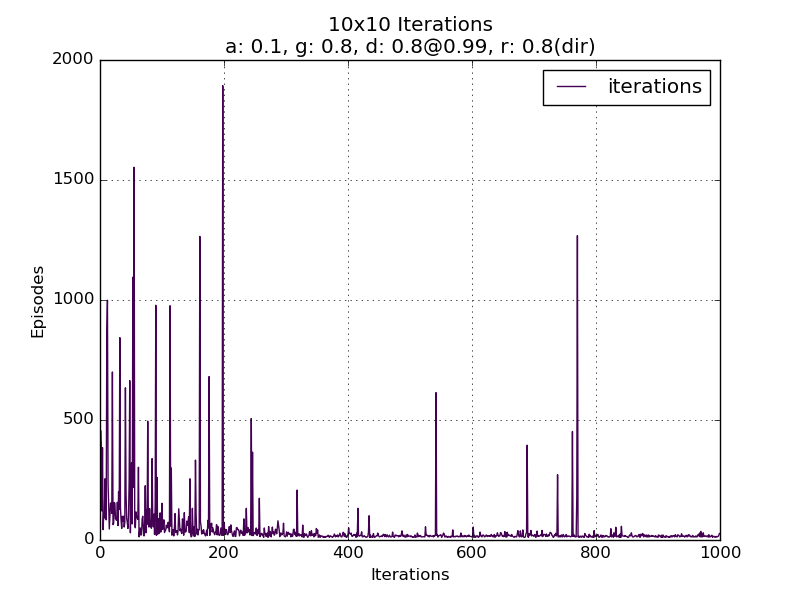 10x10 Iterations
a: 0.1, g: 0.8, d: 0.8@0.99, r: 0.8(dir)
iterations
2000
1500
1000
500
0
Episodes
0 200 400 600 800 1000
Iterations